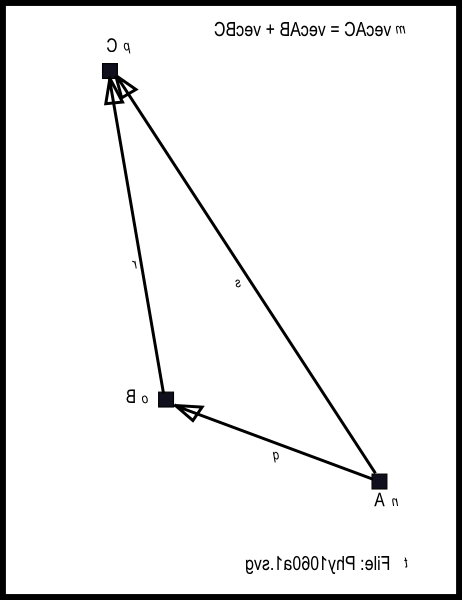 m vecAC = vecAB + vecBC
p C
r
s
o B
q
n A
t File: Phy1060a1.svg